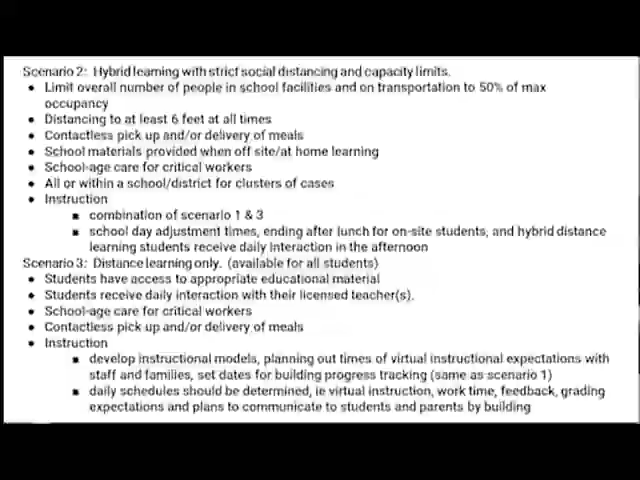 Scenario 2:  Hybrid learning with strict social distancing and capacity limits.
● Limit overall number of people in school facilities and on transportation to 50% of max
occupancy
● Distancing to at least 6 feet at all times
● Contactless pick up and/or delivery of meals
● School materials provided when off site/at home learning
● School-age care for critical workers
● All or within a school/district for clusters of cases
● Instruction
■ combination of scenario 1 & 3
■ school day adjustment times, ending after lunch for on-site students, and hybrid distance
learning students receive daily interaction in the afternoon
Scenario 3:  Distance learning only.  (available for all students)
● Students have access to appropriate educational material
● Students receive daily interaction with their licensed teacher(s).
● School-age care for critical workers
● Contactless pick up and/or delivery of meals
● Instruction
■ develop instructional models, planning out times of virtual instructional expectations with
staff and families, set dates for building progress tracking (same as scenario 1)
■ daily schedules should be determined, ie virtual instruction, work time, feedback, grading
expectations and plans to communicate to students and parents by building